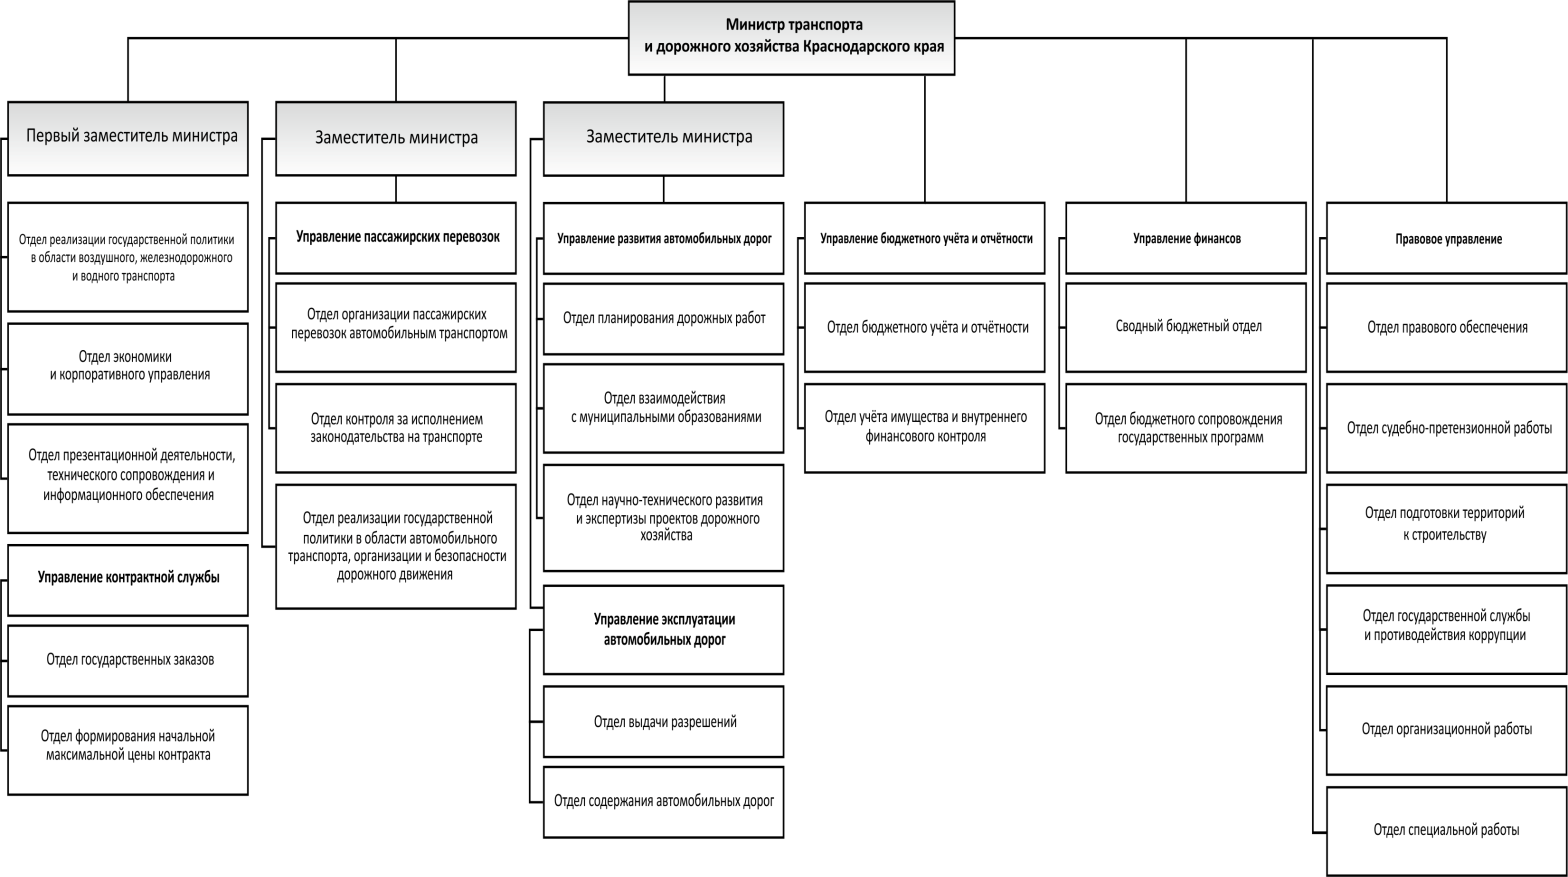 Министр транспорта
и дорожного хозяйства Краснодарского края
Первый заместитель министра
Отдел реализации государственной политики
в области воздушного, железнодорожного
и водного транспорта
Отдел экономики
и корпоративного управления
Отдел презентационной деятельности,
технического сопровождения и
информационного обеспечения
Управление контрактной службы
Отдел государственных заказов
Отдел формирования начальной
максимальной цены контракта
Заместитель министра
Управление пассажирских перевозок
Отдел организации пассажирских
перевозок автомобильным транспортом
Отдел контроля за исполнением
законодательства на транспорте
Отдел реализации государственной
политики в области автомобильного
транспорта, организации и безопасности
дорожного движения
Заместитель министра
Управление развития автомобильных дорог
Отдел планирования дорожных работ
Отдел взаимодействия
с муниципальными образованиями
Отдел научно-технического развития
и экспертизы проектов дорожного
хозяйства
Управление эксплуатации
автомобильных дорог
Отдел выдачи разрешений
Отдел содержания автомобильных дорог
Управление бюджетного учёта и отчётности
Отдел бюджетного учёта и отчётности
Отдел учёта имущества и внутреннего
финансового контроля
Управление финансов
Сводный бюджетный отдел
Отдел бюджетного сопровождения
государственных программ
Правовое управление
Отдел правового обеспечения
Отдел судебно-претензионной работы
Отдел подготовки территорий
к строительству
Отдел государственной службы
и противодействия коррупции
Отдел организационной работы
Отдел специальной работы